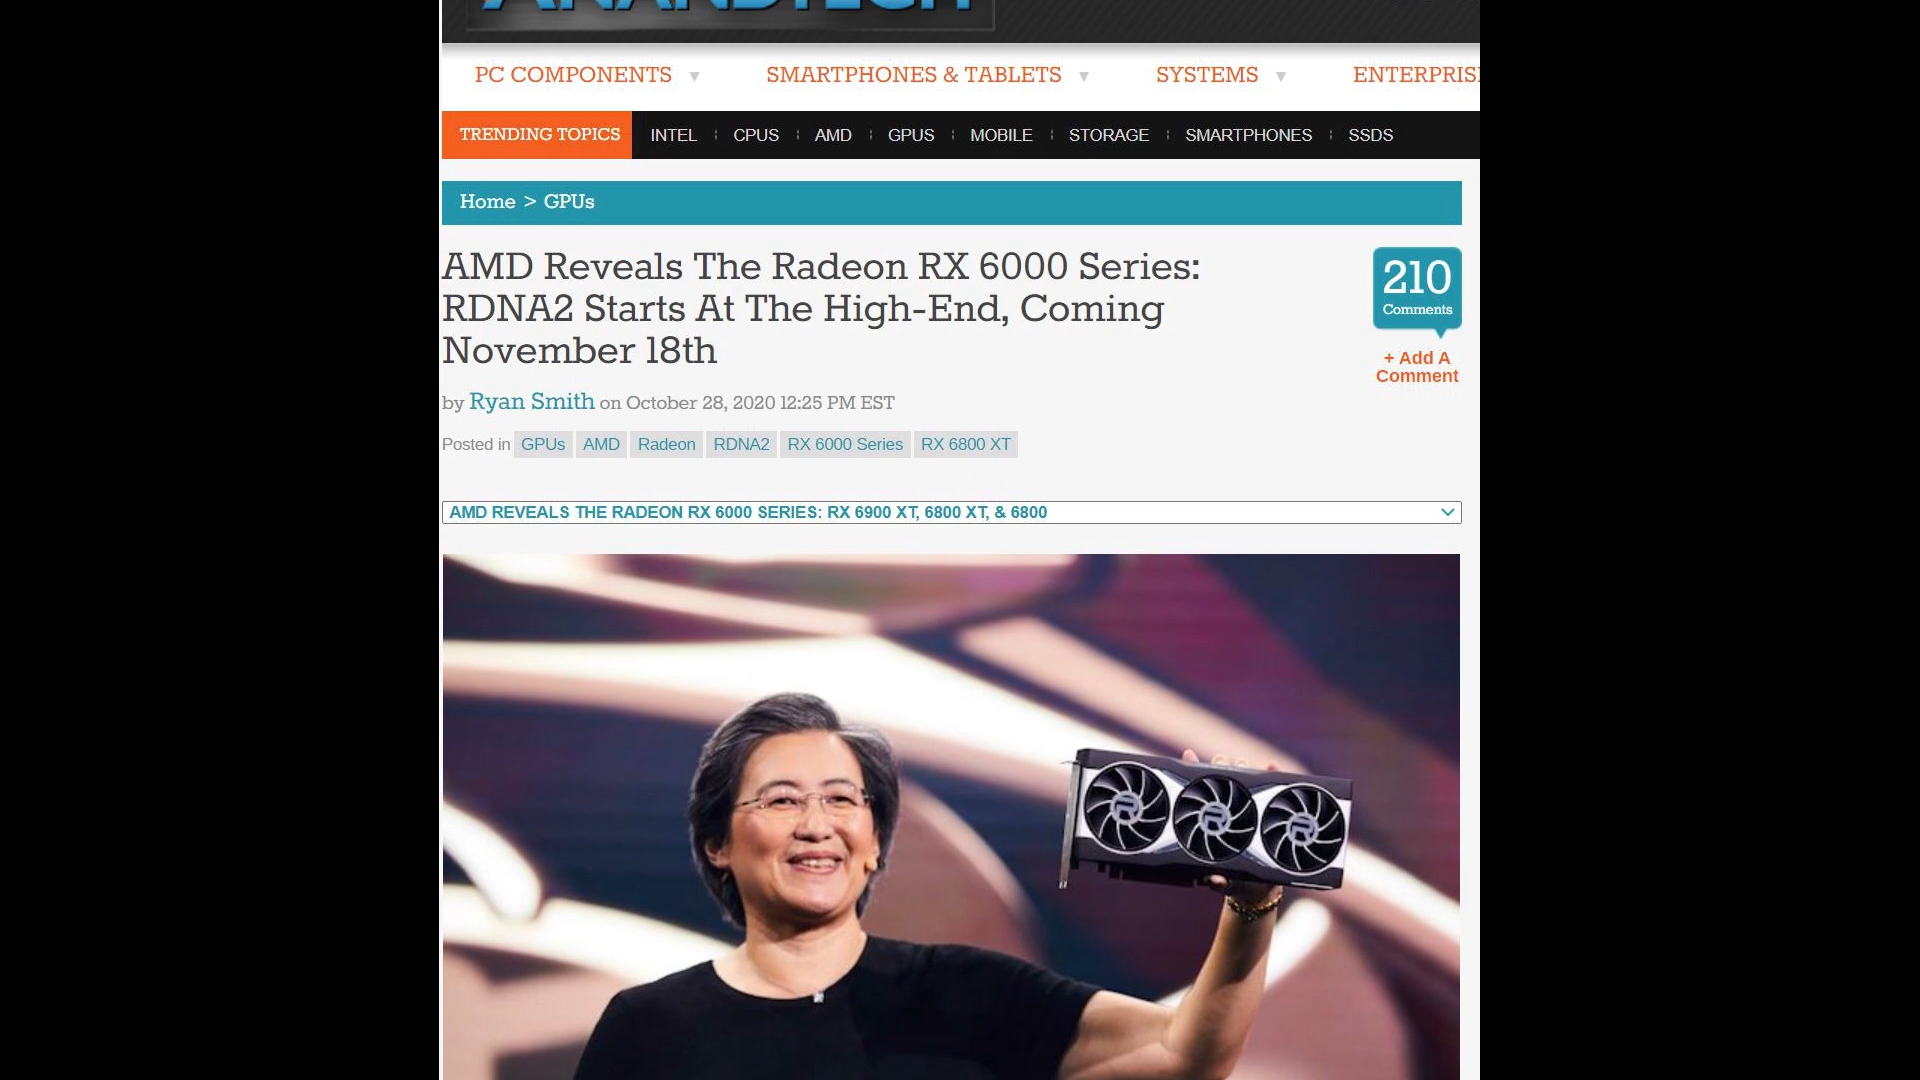 ANANDTECH
PC COMPONENTS ▼ SMARTPHONES & TABLETS ▼ SYSTEMS ▼ ENTERPRIS
TRENDING TOPICS INTEL CPUS AMD GPUS MOBILE STORAGE SMARTPHONES SSDS
Home > GPUs
AMD Reveals The Radeon RX 6000 Series:
RDNA2 Starts At The High-End, Coming
November 18th
210
Comments
+ Add A
Comment
by Ryan Smith on October 28, 2020 12:25 PM EST
Posted in GPUs AMD Radeon RDNA2 RX 6000 Series RX 6800 XT
AMD REVEALS THE RADEON RX 6000 SERIES: RX 6900 XT, 6800 XT, & 6800
R R R